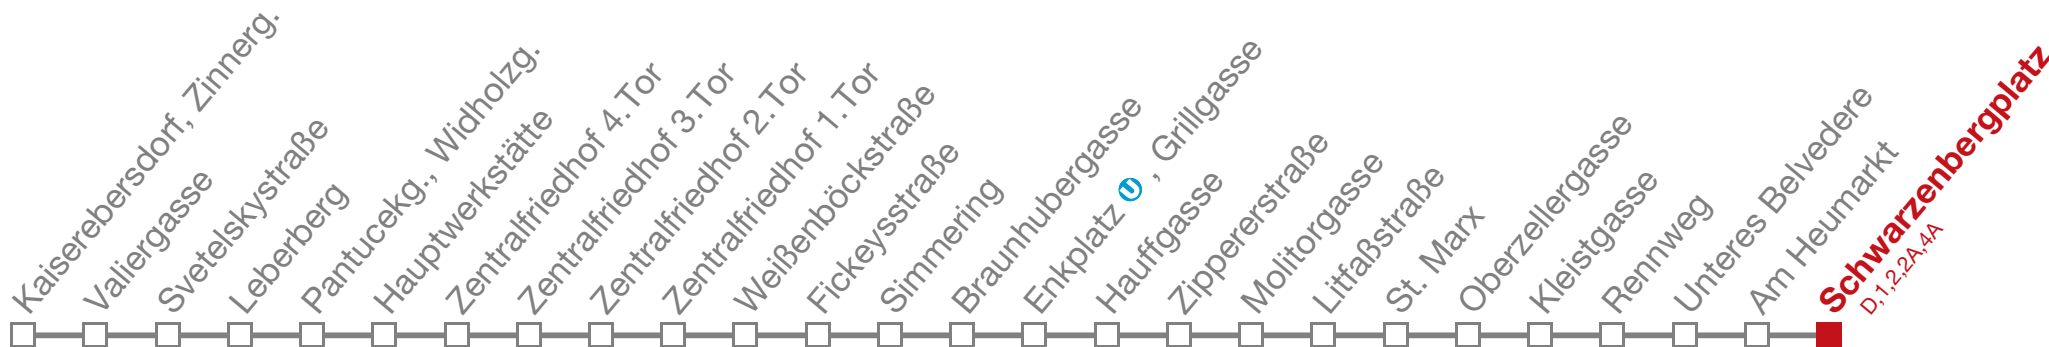 Kaiserebersdorf, Zinnerg.
Valiergasse
Svetelskystraße
Leberberg
Pantucekg., Widholzg.
Hauptwerkstätte
Zentralfriedhof 4.Tor
Zentralfriedhof 3.Tor
Zentralfriedhof 2.Tor
Zentralfriedhof 1.Tor
Weißenböckstraße
Fickeysstraße
Simmering
Braunhubergasse
Enkplatz U , Grillgasse
Hauffgasse
Zippererstraße
Molitorgasse
Litfaßstraße
St. Marx
Oberzellergasse
Kleistgasse
Rennweg
Unteres Belvedere
Am Heumarkt
Schwarzenbergplatz
D,1,2,2A,4A